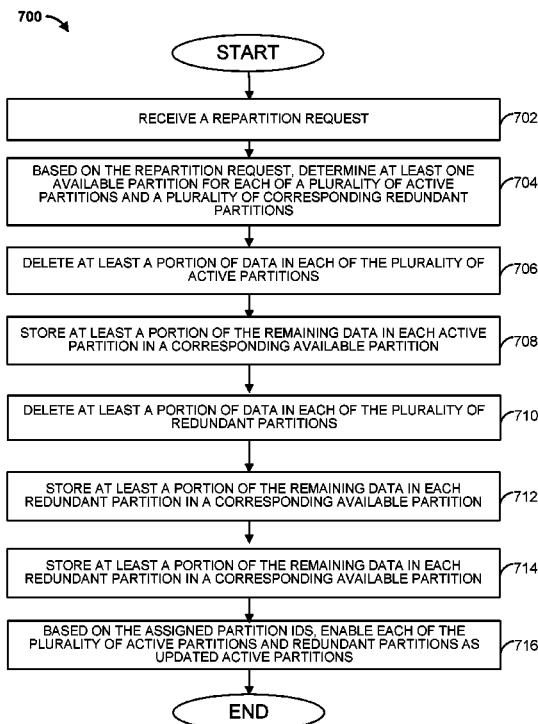 700
START
RECEIVE A REPARTITION REQUEST
702
BASED ON THE REPARTITION REQUEST, DETERMINE AT LEAST ONE
AVAILABLE PARTITION FOR EACH OF A PLURALITY OF ACTIVE
PARTITIONS AND A PLURALITY OF CORRESPONDING REDUNDANT
PARTITIONS
704
DELETE AT LEAST A PORTION OF DATA IN EACH OF THE PLURALITY OF
ACTIVE PARTITIONS
706
STORE AT LEAST A PORTION OF THE REMAINING DATA IN EACH ACTIVE
PARTITION IN A CORRESPONDING AVAILABLE PARTITION
708
DELETE AT LEAST A PORTION OF DATA IN EACH OF THE PLURALITY OF
REDUNDANT PARTITIONS
710
STORE AT LEAST A PORTION OF THE REMAINING DATA IN EACH
REDUNDANT PARTITION IN A CORRESPONDING AVAILABLE PARTITION
712
STORE AT LEAST A PORTION OF THE REMAINING DATA IN EACH
REDUNDANT PARTITION IN A CORRESPONDING AVAILABLE PARTITION
714
BASED ON THE ASSIGNED PARTITION IDS, ENABLE EACH OF THE
PLURALITY OF ACTIVE PARTITIONS AND REDUNDANT PARTITIONS AS
UPDATED ACTIVE PARTITIONS
716
END